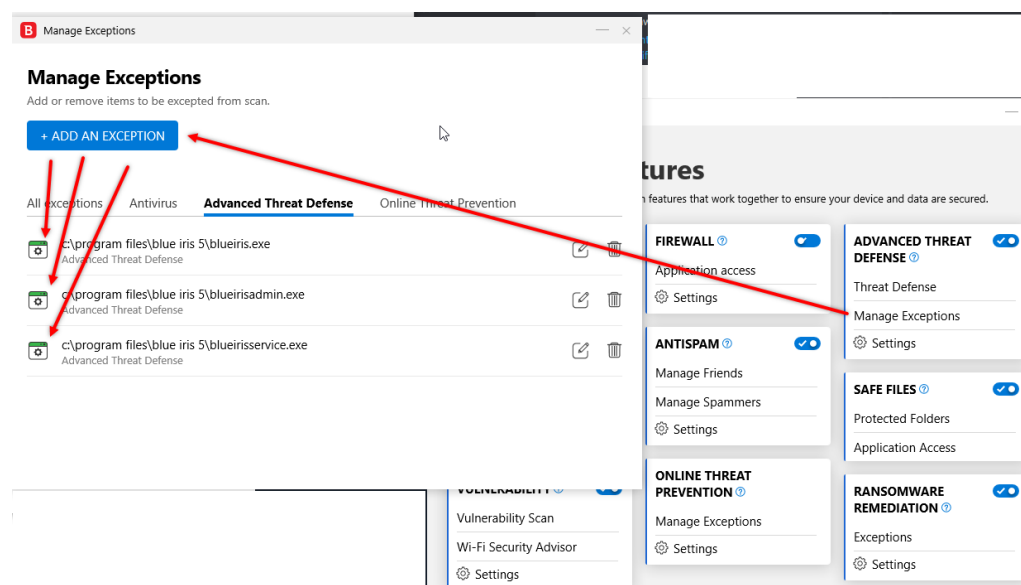 B Manage Exceptions
Manage Exceptions
Add or remove items to be excepted from scan.
+ ADD AN EXCEPTION
All exceptions Antivirus Advanced Threat Defense Online Threat Prevention
c:\program files\blue iris 5\blueiris.exe
Advanced Threat Defense
c:\program files\blue iris 5\blueirisadmin.exe
Advanced Threat Defense
c:\program files\blue iris 5\blueirisservice.exe
Advanced Threat Defense
tures
features that work together to ensure your device and data are secured.
FIREWALL
Application access
Settings
ANTISPAM
Manage Friends
Manage Spammers
Settings
ONLINE THREAT
PREVENTION
Manage Exceptions
Settings
ADVANCED THREAT
DEFENSE
Threat Defense
Manage Exceptions
Settings
SAFE FILES
Protected Folders
Application Access
RANSOMWARE
REMEDIATION
Exceptions
Settings
VULNERABILITY
Vulnerability Scan
Wi-Fi Security Advisor
Settings